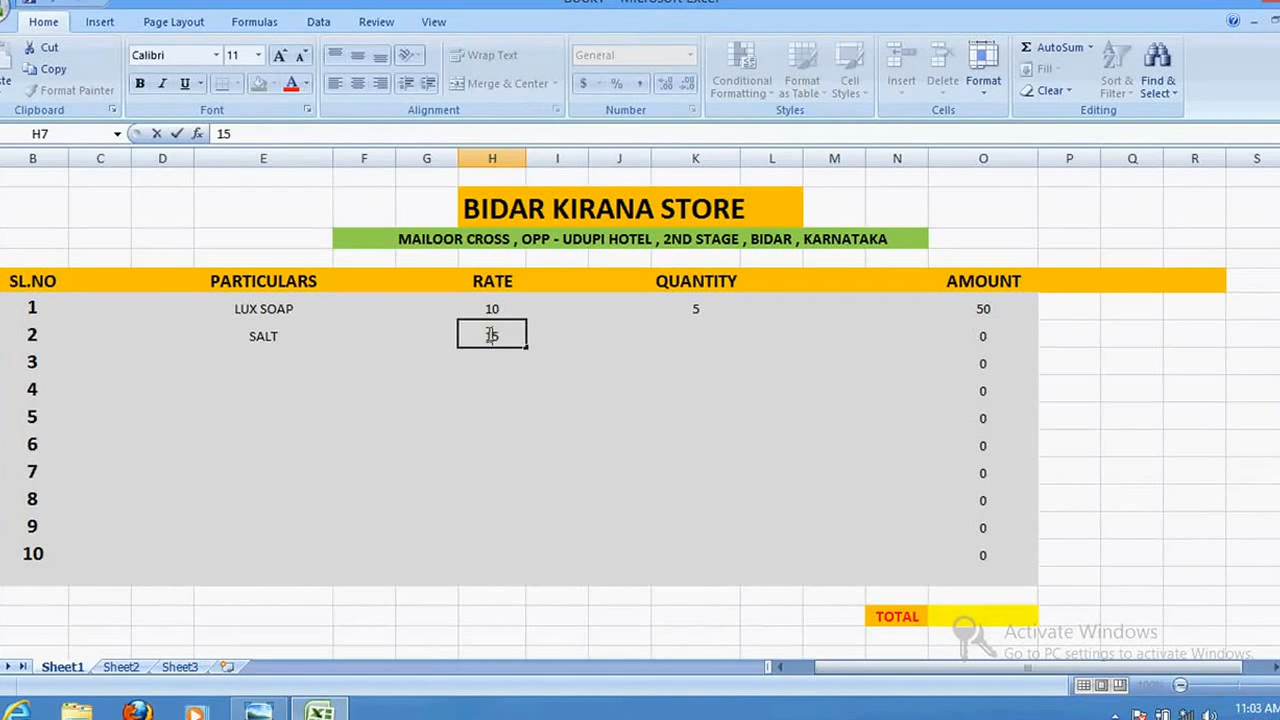 Home Insert Page Layout Formulas Data Review View
Cut Calibri 11 Wrap Text General AutoSum
Copy Conditional Format Cell Insert Delete Format Fill Sort & Find &
Format Painter B I U Merge & Center $ % , Formatting as Table Styles Clear Filter Select
Clipboard Font Alignment Number Styles Cells Editing
H7 fx 15
B C D E F G H I J K L M N O P Q R S
BIDAR KIRANA STORE
MAILOOR CROSS , OPP - UDUPI HOTEL , 2ND STAGE , BIDAR , KARNATAKA
SL.NO PARTICULARS RATE QUANTITY AMOUNT
1 LUX SOAP 10 5 50
2 SALT 15 0
3 0
4 0
5 0
6 0
7 0
8 0
9 0
10 0
TOTAL
Activate Windows
Go to PC settings to activate Windows.
Sheet1 Sheet2 Sheet3
100%
11:03 AM